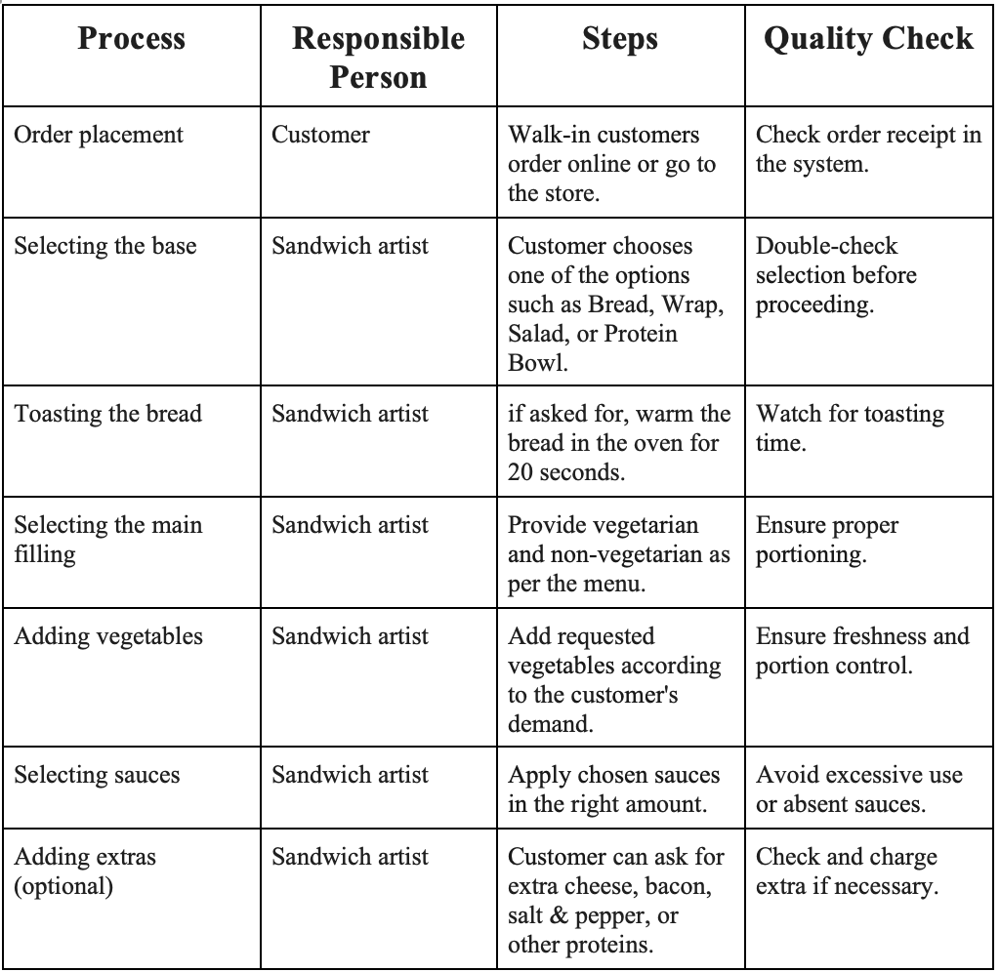 Process
Responsible
Person
Steps
Quality Check
Order placement
Customer
Walk-in customers
order online or go to
the store.
Check order receipt in
the system.
Selecting the base
Sandwich artist
Customer chooses
one of the options
such as Bread, Wrap,
Salad, or Protein
Bowl.
Double-check
selection before
proceeding.
Toasting the bread
Sandwich artist
if asked for, warm the
bread in the oven for
20 seconds.
Watch for toasting
time.
Selecting the main
filling
Sandwich artist
Provide vegetarian
and non-vegetarian as
per the menu.
Ensure proper
portioning.
Adding vegetables
Sandwich artist
Add requested
vegetables according
to the customer's
demand.
Ensure freshness and
portion control.
Selecting sauces
Sandwich artist
Apply chosen sauces
in the right amount.
Avoid excessive use
or absent sauces.
Adding extras
(optional)
Sandwich artist
Customer can ask for
extra cheese, bacon,
salt & pepper, or
other proteins.
Check and charge
extra if necessary.